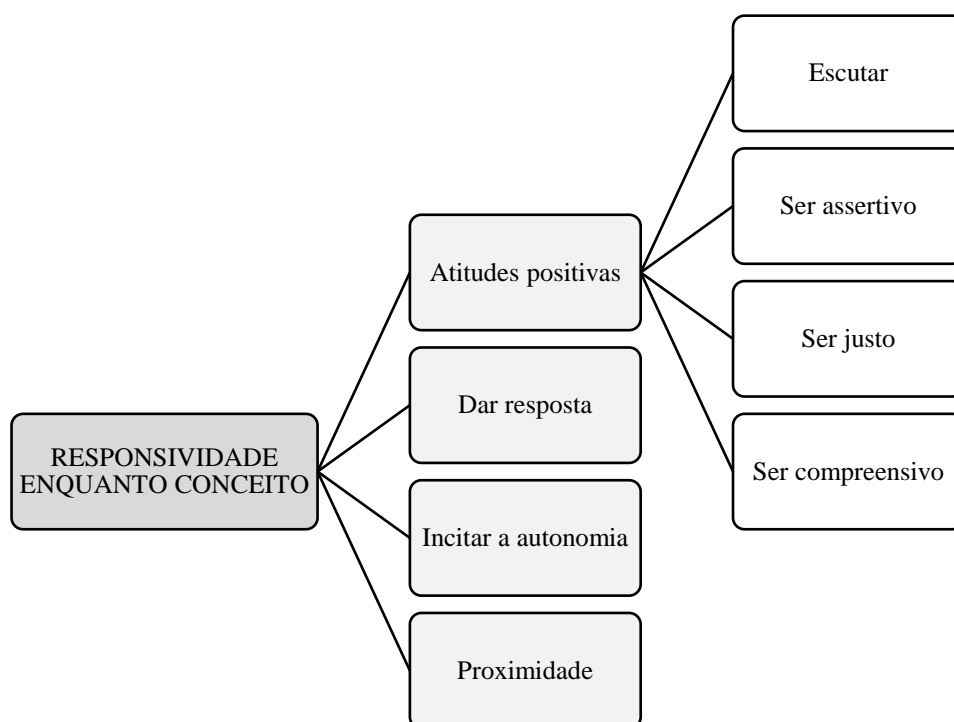 RESPONSIVIDADE
ENQUANTO CONCEITO
Atitudes positivas
Dar resposta
Incitar a autonomia
Proximidade
Escutar
Ser assertivo
Ser justo
Ser compreensivo